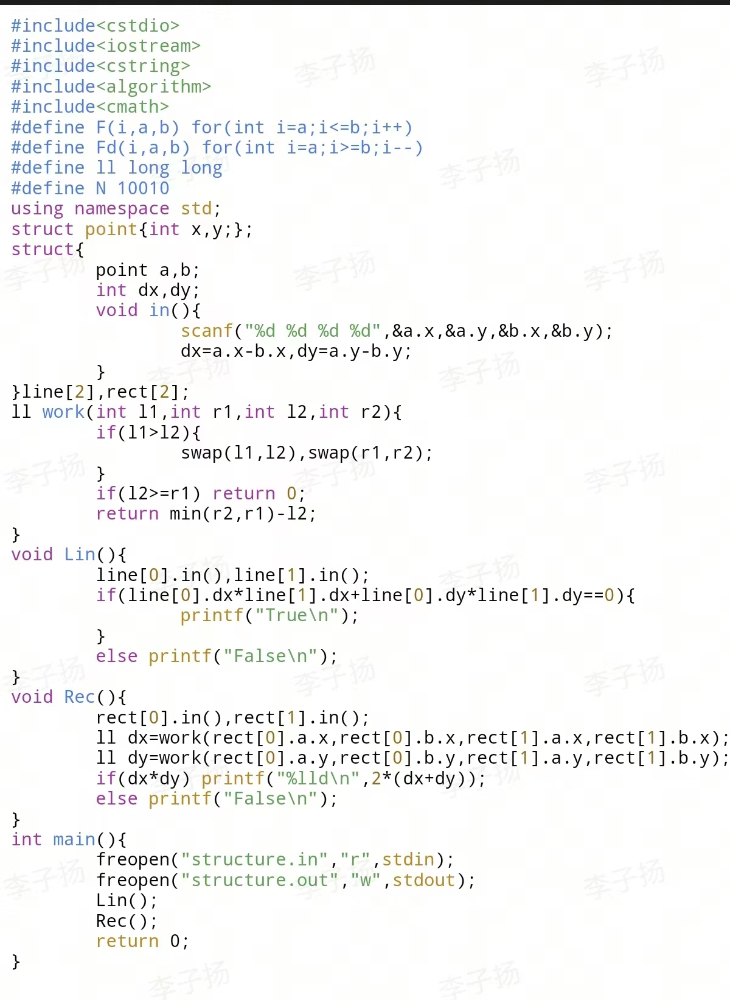 #include<cstdio>
#include<iostream>
#include<cstring>
#include<algorithm>
#include<cmath>
#define F(i,a,b) for(int i=a;i<=b;i++)
#define Fd(i,a,b) for(int i=a;i>=b;i--)
#define ll long long
#define N 10010
using namespace std;
struct point{int x,y;};
struct{
        point a,b;
        int dx,dy;
        void in(){
                scanf("%d %d %d %d",&a.x,&a.y,&b.x,&b.y);
                dx=a.x-b.x,dy=a.y-b.y;
        }
}line[2],rect[2];
ll work(int l1,int r1,int l2,int r2){
        if(l1>l2){
                swap(l1,l2),swap(r1,r2);
        }
        if(l2>=r1) return 0;
        return min(r2,r1)-l2;
}
void Lin(){
        line[0].in(),line[1].in();
        if(line[0].dx*line[1].dx+line[0].dy*line[1].dy==0){
                printf("True\n");
        }
        else printf("False\n");
}
void Rec(){
        rect[0].in(),rect[1].in();
        ll dx=work(rect[0].a.x,rect[0].b.x,rect[1].a.x,rect[1].b.x);
        ll dy=work(rect[0].a.y,rect[0].b.y,rect[1].a.y,rect[1].b.y);
        if(dx*dy) printf("%lld\n",2*(dx+dy));
        else printf("False\n");
}
int main(){
        freopen("structure.in","r",stdin);
        freopen("structure.out","w",stdout);
        Lin();
        Rec();
        return 0;
}
李子扬